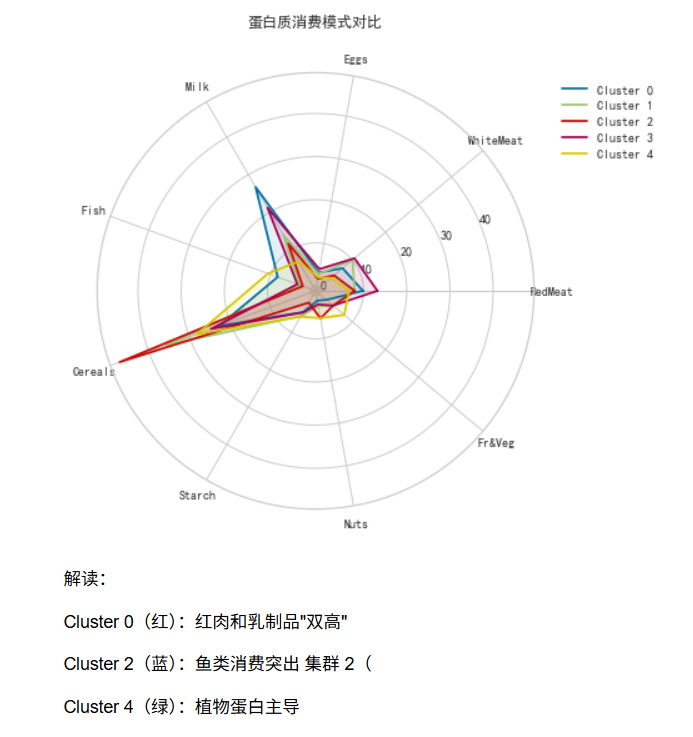 蛋白质消费模式对比
Eggs
Milk
WhiteMeat
Fish
RedMeat
Cereals
Fr&Veg
Starch
Nuts
0
10
20
30
40
Cluster 0
Cluster 1
Cluster 2
Cluster 3
Cluster 4
解读：
Cluster 0（红）：红肉和乳制品"双高"
Cluster 2（蓝）：鱼类消费突出 集群 2（
Cluster 4（绿）：植物蛋白主导